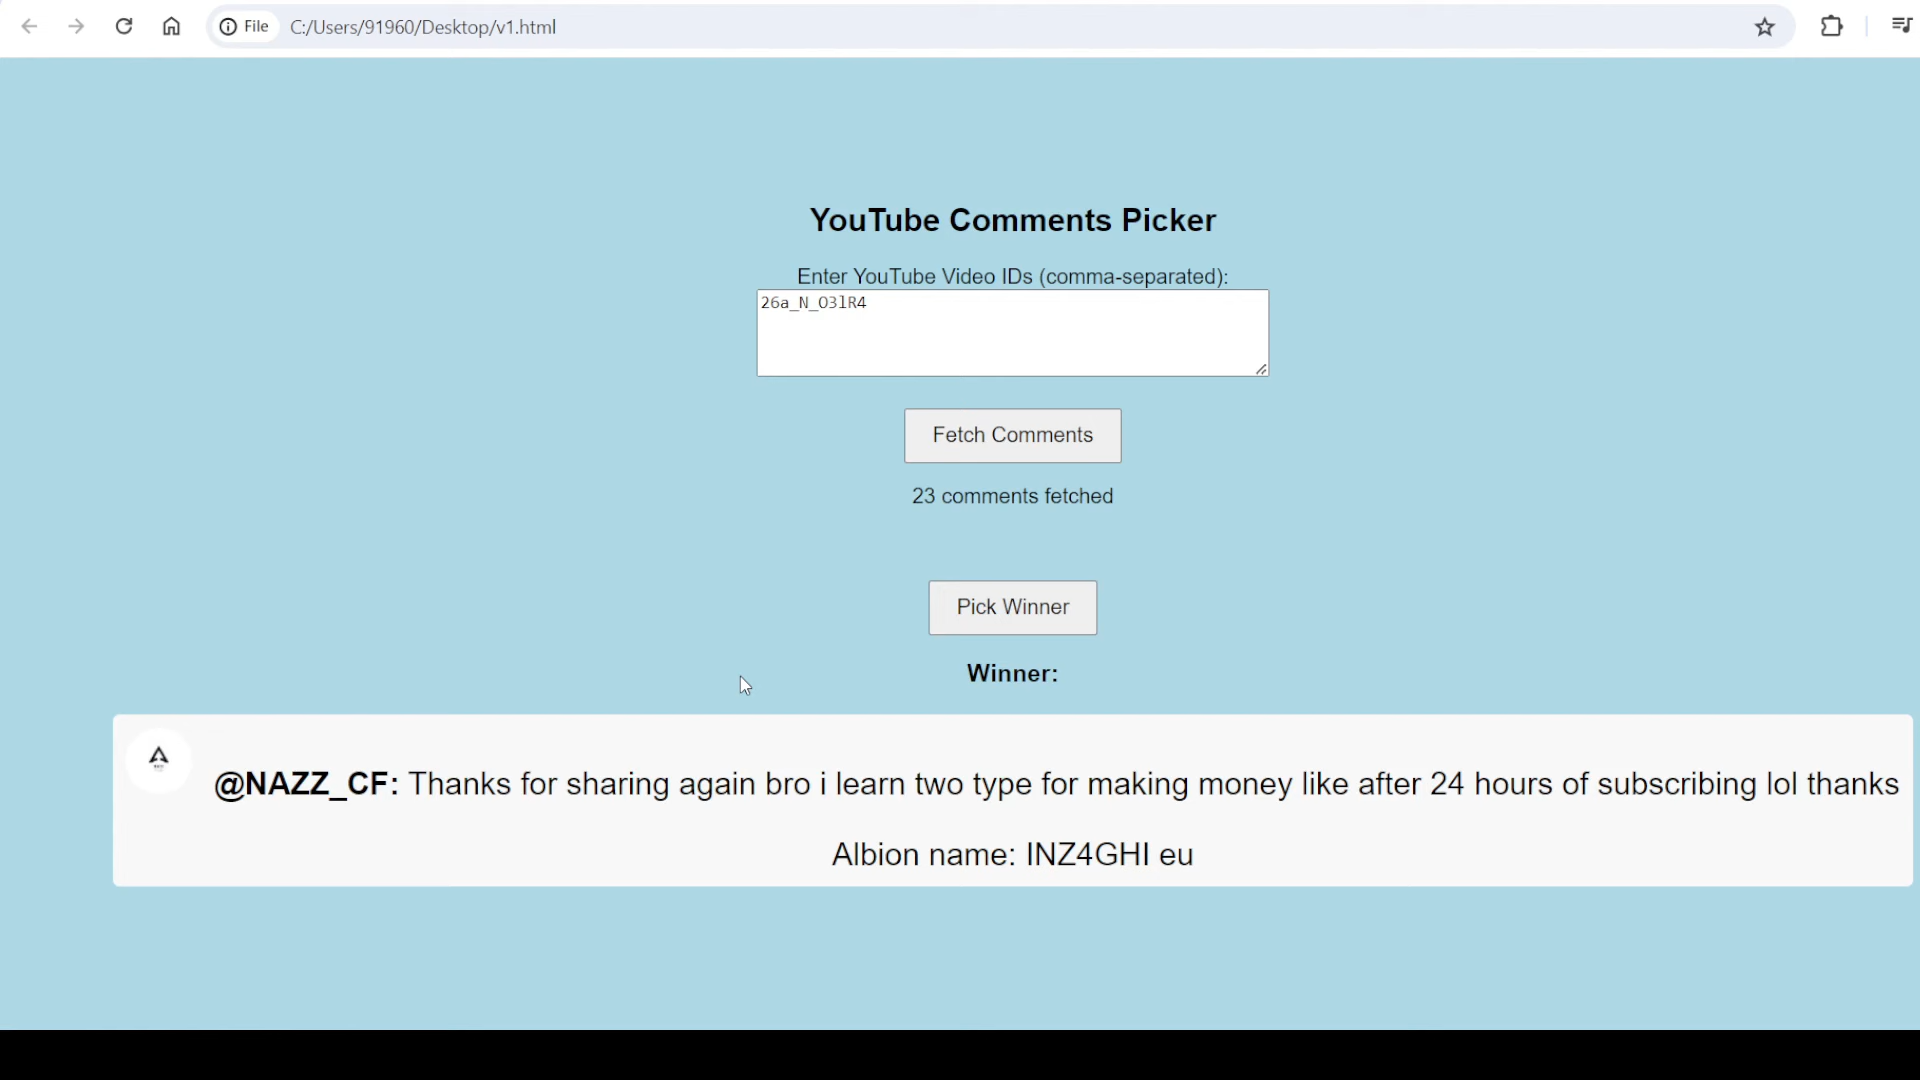 File
C:/Users/91960/Desktop/v1.html
YouTube Comments Picker
Enter YouTube Video IDs (comma-separated):
26a_N_O3lR4
Fetch Comments
23 comments fetched
Pick Winner
Winner:
@NAZZ_CF: Thanks for sharing again bro i learn two type for making money like after 24 hours of subscribing lol thanks
Albion name: INZ4GHI eu